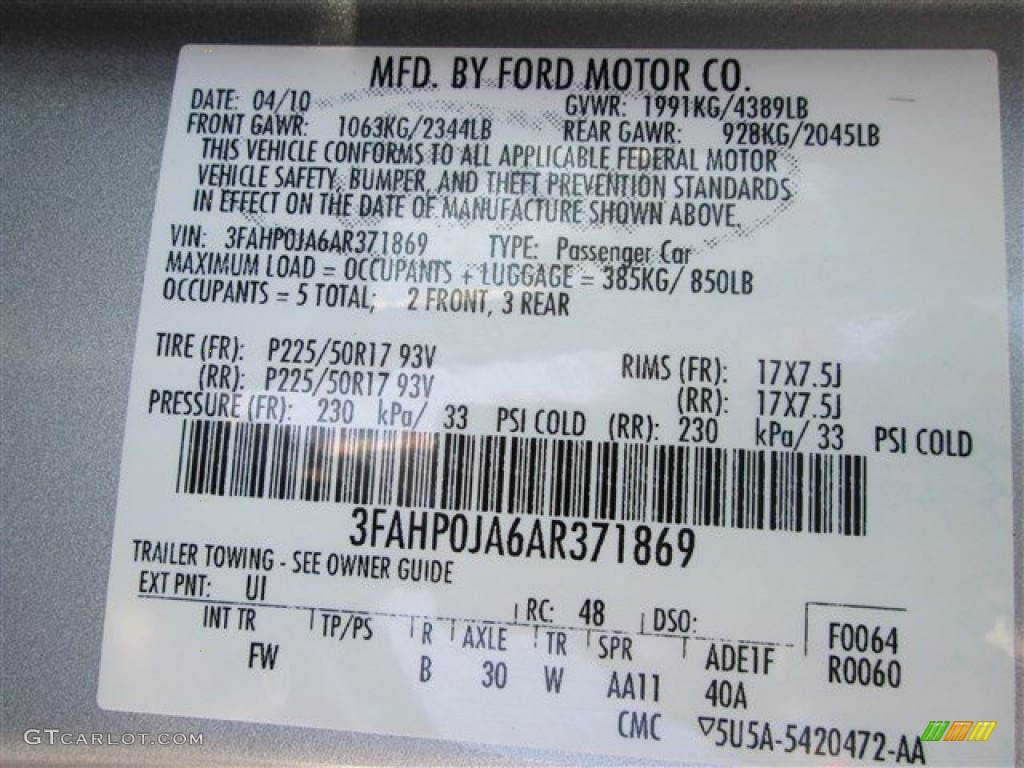 MFD. BY FORD MOTOR CO.
DATE: 04/10 GVWR: 1991KG/4389LB
FRONT GAWR: 1063KG/2344LB REAR GAWR: 928KG/2045LB
THIS VEHICLE CONFORMS TO ALL APPLICABLE FEDERAL MOTOR
VEHICLE SAFETY, BUMPER, AND THEFT PREVENTION STANDARDS
IN EFFECT ON THE DATE OF MANUFACTURE SHOWN ABOVE.
VIN: 3FAHP0JA6AR371869 TYPE: Passenger Car
MAXIMUM LOAD = OCCUPANTS + LUGGAGE = 385KG/ 850LB
OCCUPANTS = 5 TOTAL; 2 FRONT, 3 REAR
TIRE (FR): P225/50R17 93V RIMS (FR): 17X7.5J
(RR): P225/50R17 93V (RR): 17X7.5J
PRESSURE (FR): 230 kPa/ 33 PSI COLD (RR): 230 kPa/ 33 PSI COLD
3FAHP0JA6AR371869
TRAILER TOWING - SEE OWNER GUIDE
EXT PNT: UI RC: 48 DSO: F0064
INT TR TP/PS R AXLE TR SPR ADE1F R0060
FW B 30 W AA11 40A
CMC ▽5U5A-5420472-AA
GTCARLOT.COM